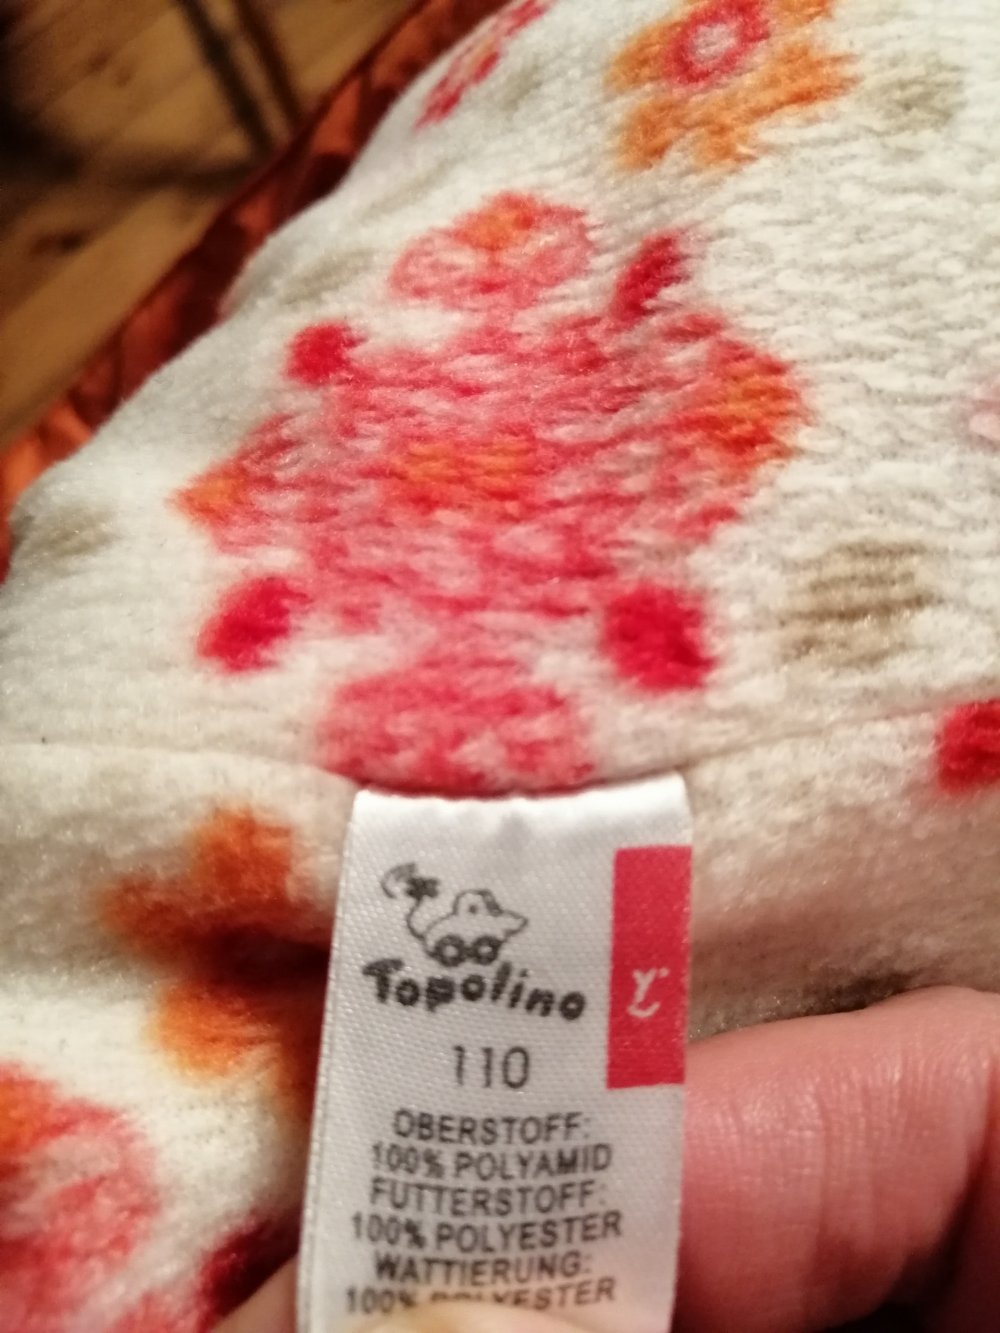 Topolino
110
OBERSTOFF:
100% POLYAMID
FUTTERSTOFF:
100% POLYESTER
WATTIERUNG:
100% POLYESTER